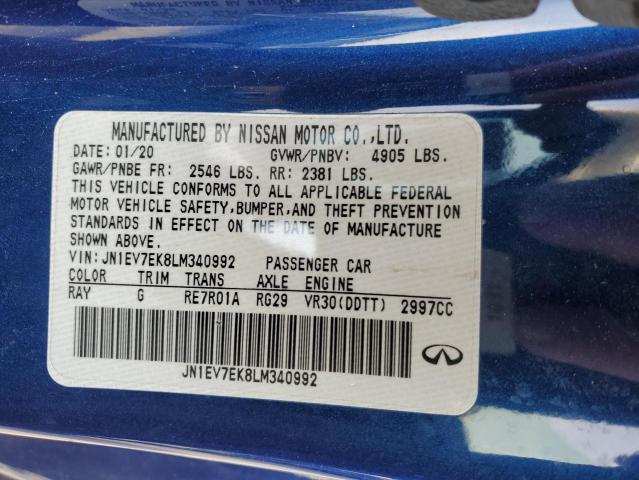 MANUFACTURED BY NISSAN MOTOR CO.,LTD.
DATE: 01/20 GVWR/PNBV: 4905 LBS.
GAWR/PNBE FR: 2546 LBS. RR: 2381 LBS.
THIS VEHICLE CONFORMS TO ALL APPLICABLE FEDERAL
MOTOR VEHICLE SAFETY,BUMPER,AND THEFT PREVENTION
STANDARDS IN EFFECT ON THE DATE OF MANUFACTURE
SHOWN ABOVE.
VIN: JN1EV7EK8LM340992 PASSENGER CAR
COLOR TRIM TRANS AXLE ENGINE
RAY G RE7R01A RG29 VR30(DDTT) 2997CC
JN1EV7EK8LM340992